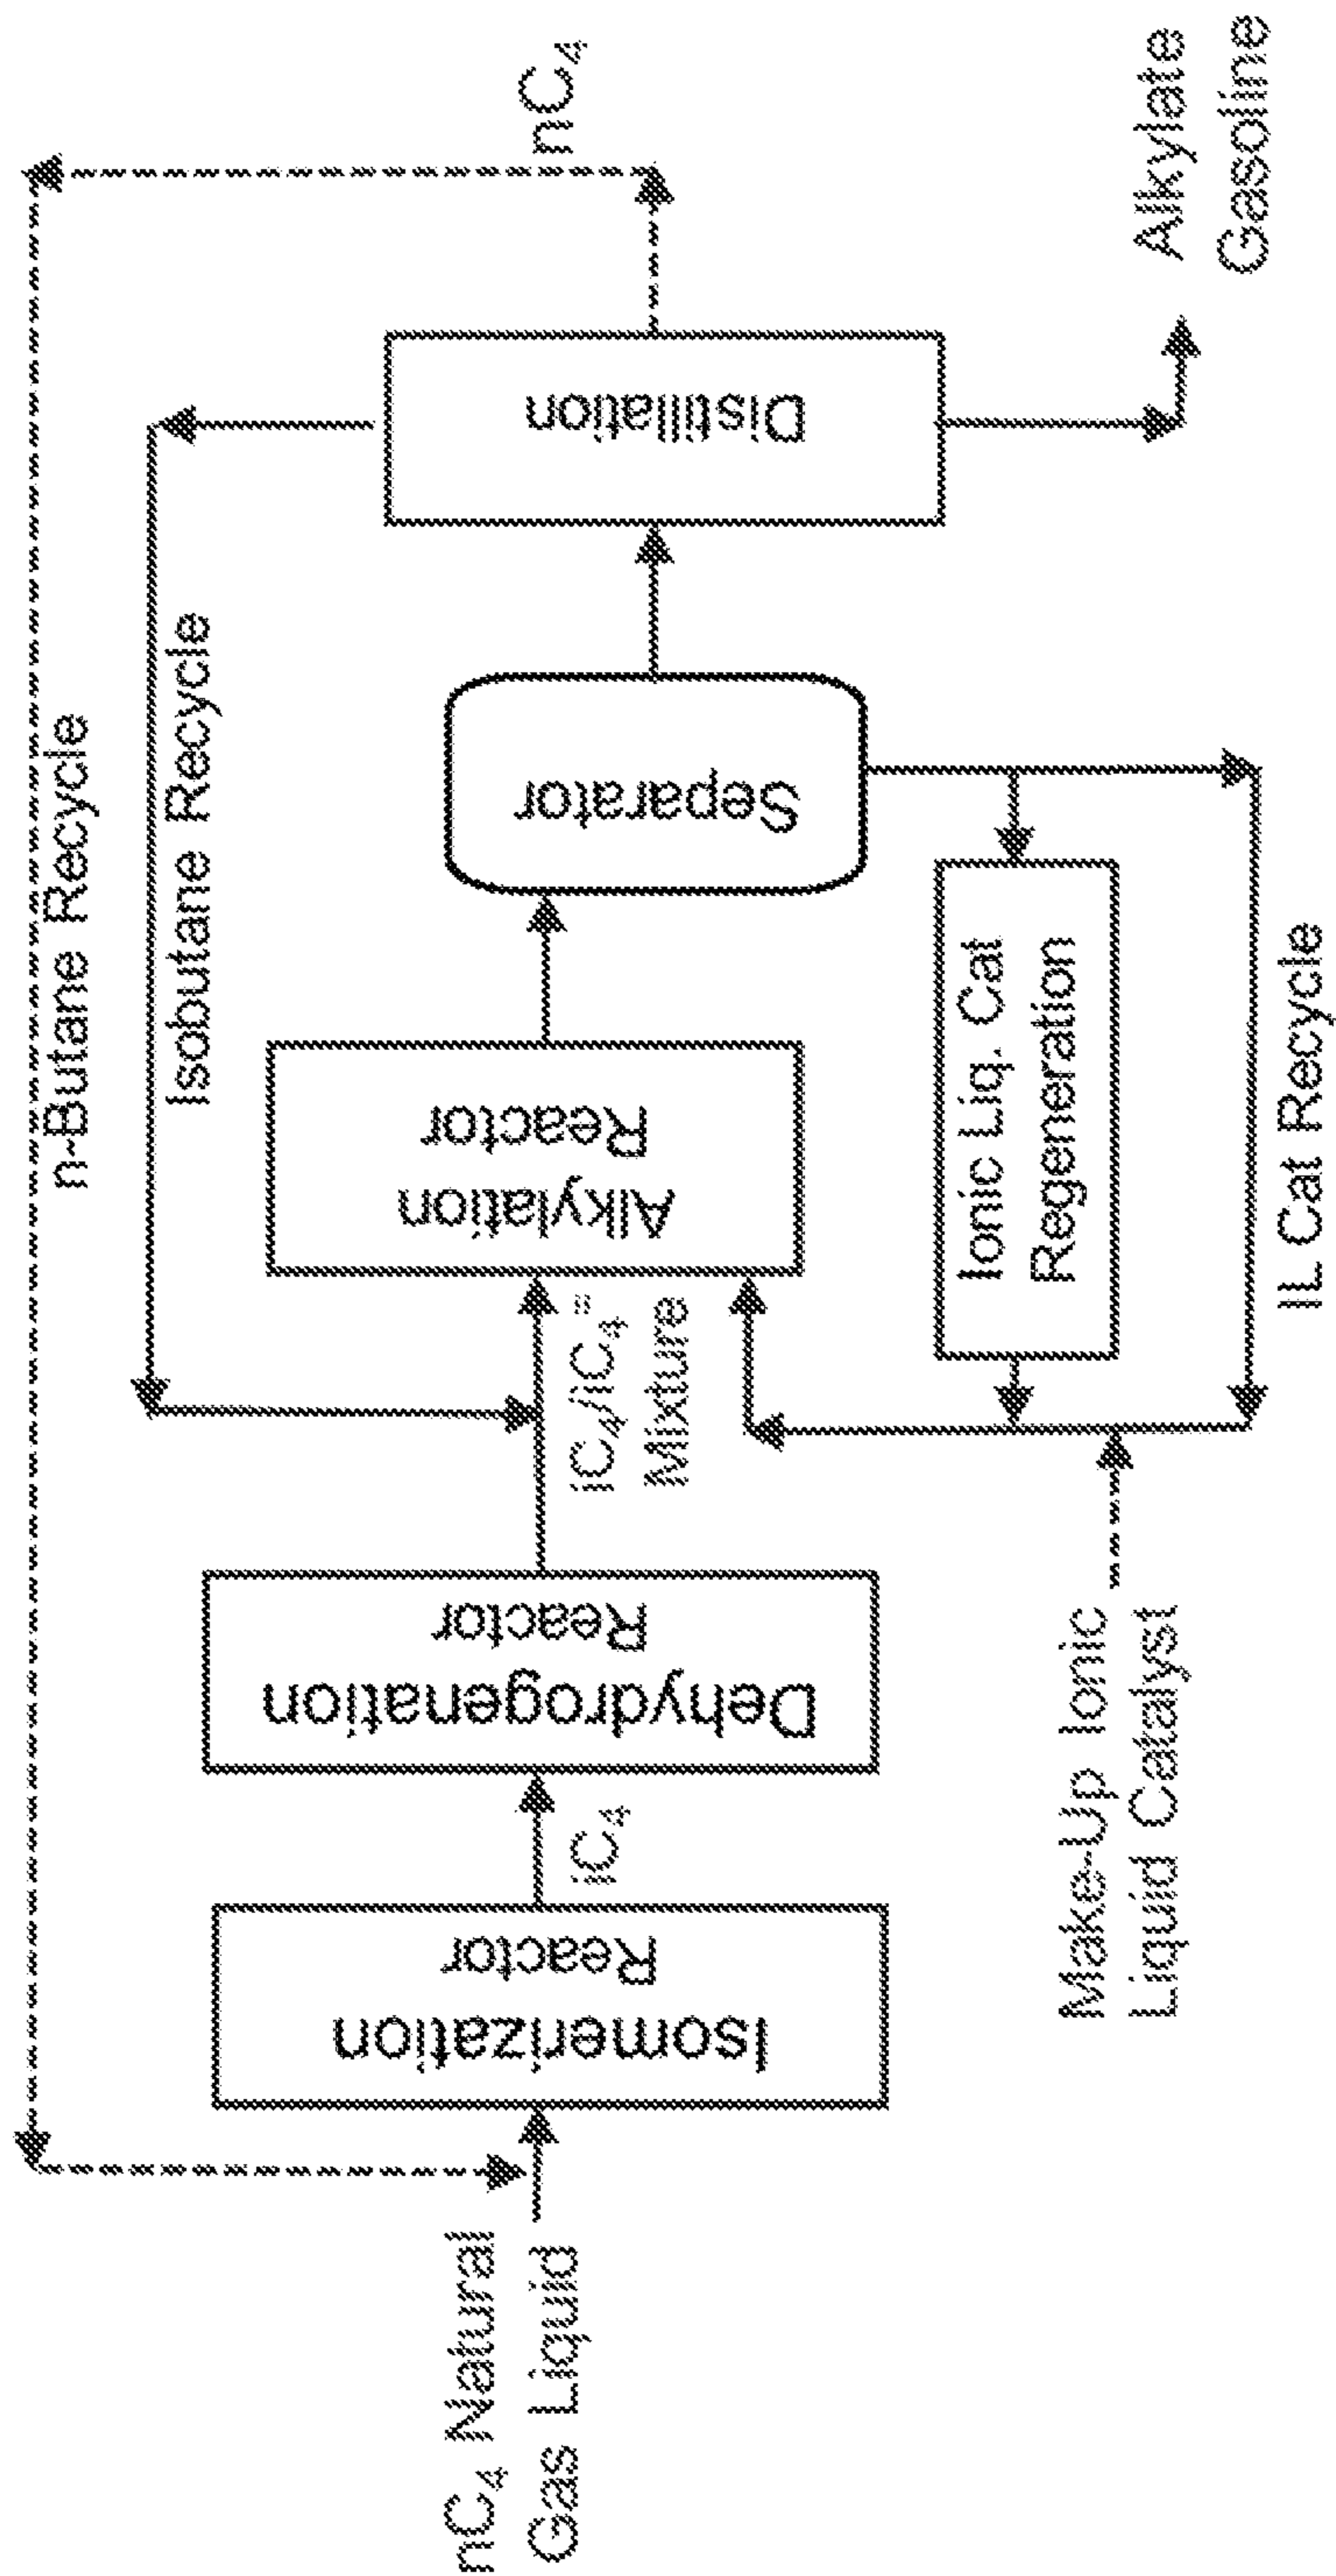 n-Butane Recycle
Isobutane Recycle
nC₄
nC₄ Natural
Gas Liquid
Isomerization
Reactor
iC₄
Dehydrogenation
Reactor
iC₄/iC₄⁼
Mixture
Alkylation
Reactor
Separator
Distillation
Ionic Liq. Cat
Regeneration
Make-Up Ionic
Liquid Catalyst
IL Cat Recycle
Alkylate
Gasoline